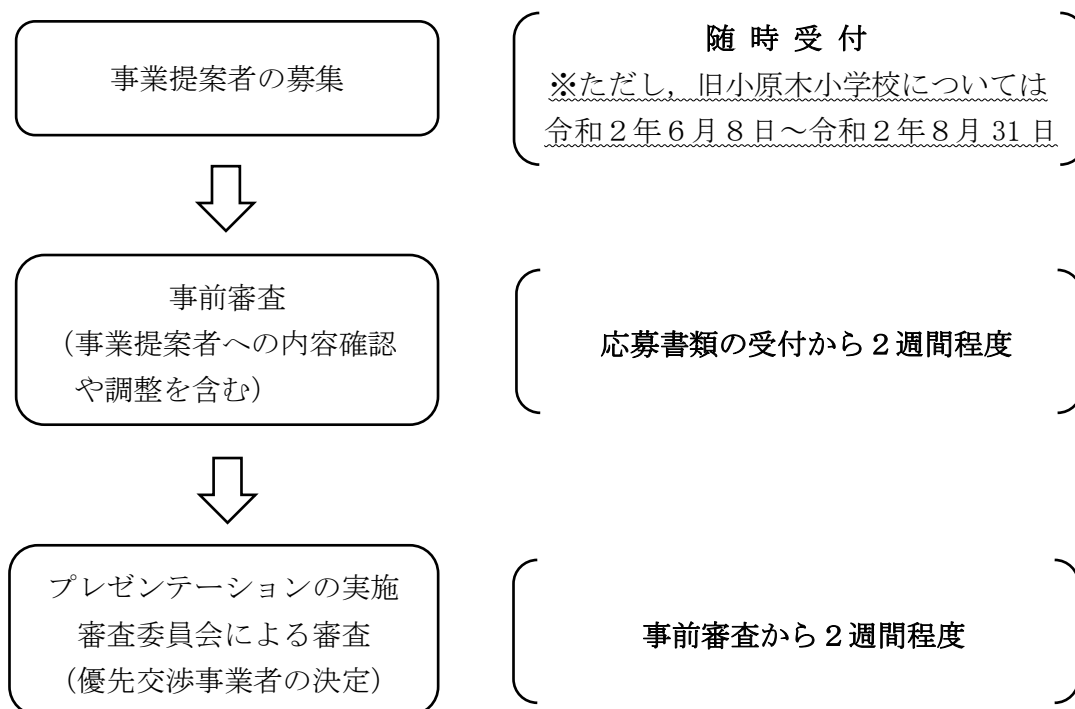 事業提案者の募集
随 時 受 付
※ただし，旧小原木小学校については
令和２年６月８日～令和２年８月 31 日
事前審査
（事業提案者への内容確認
や調整を含む）
応募書類の受付から２週間程度
プレゼンテーションの実施
審査委員会による審査
（優先交渉事業者の決定）
事前審査から２週間程度